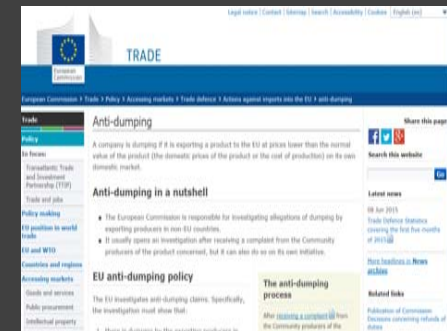 Legal notice | Contact | Sitemap | Search | Accessibility | Cookies | English (en)
European
Commission
TRADE
European Commission > Trade > Policy > Accessing markets > Trade defence > Actions against imports into the EU > anti-dumping
Trade
Policy
In focus:
Transatlantic Trade
and Investment
Partnership (TTIP)
Trade and jobs
Policy making
EU position in world
trade
EU and WTO
Countries and regions
Accessing markets
Goods and services
Public procurement
Intellectual property
Anti-dumping
A company is dumping if it is exporting a product to the EU at prices lower than the normal
value of the product (the domestic prices of the product or the cost of production) on its own
domestic market.
Anti-dumping in a nutshell
The European Commission is responsible for investigating allegations of dumping by
exporting producers in non-EU countries.
It usually opens an investigation after receiving a complaint from the Community
producers of the product concerned, but it can also do so on its own initiative.
EU anti-dumping policy
The EU investigates anti-dumping claims. Specifically,
the investigation must show that:
1. there is dumping by the exporting producers in
The anti-dumping
process
After receiving a complaint from
the Community producers of the
Share this page
Search this website
Go
Latest news
08 Jun 2015
Trade Defence Statistics
covering the first five months
of 2015
More headlines in News
archives
Related links
Publication of Commission
Decisions concerning refunds of
duties